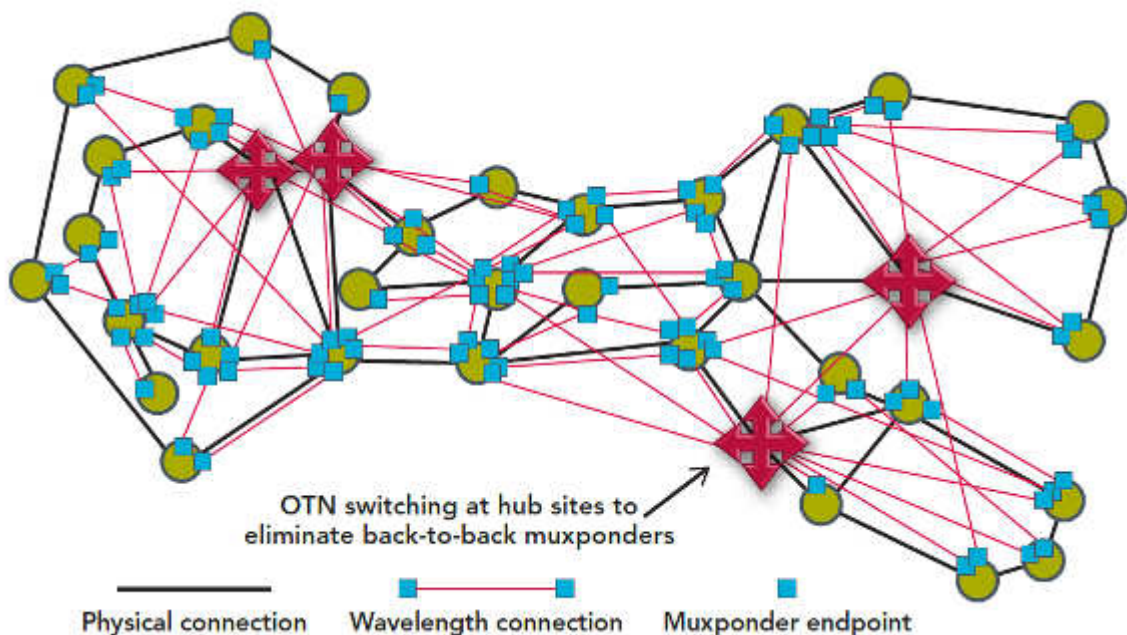 OTN switching at hub sites to
eliminate back-to-back muxponders
Physical connection
Wavelength connection
Muxponder endpoint